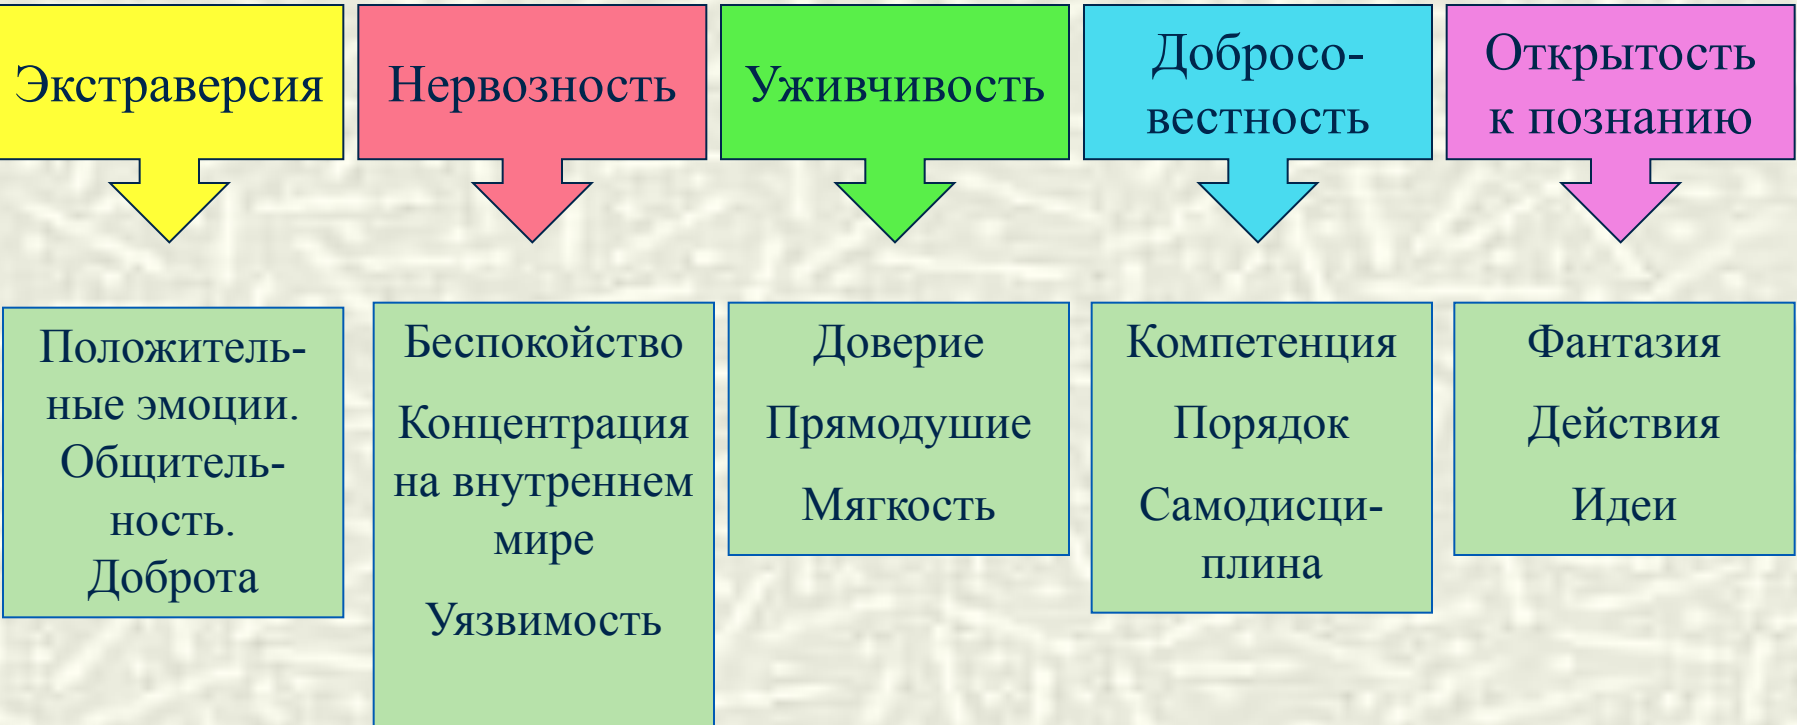 Экстраверсия
Нервозность
Уживчивость
Добросо-
вестность
Открытость
к познанию
Положитель-
ные эмоции.
Общитель-
ность.
Доброта
Беспокойство
Концентрация
на внутреннем
мире
Уязвимость
Доверие
Прямодушие
Мягкость
Компетенция
Порядок
Самодисци-
плина
Фантазия
Действия
Идеи